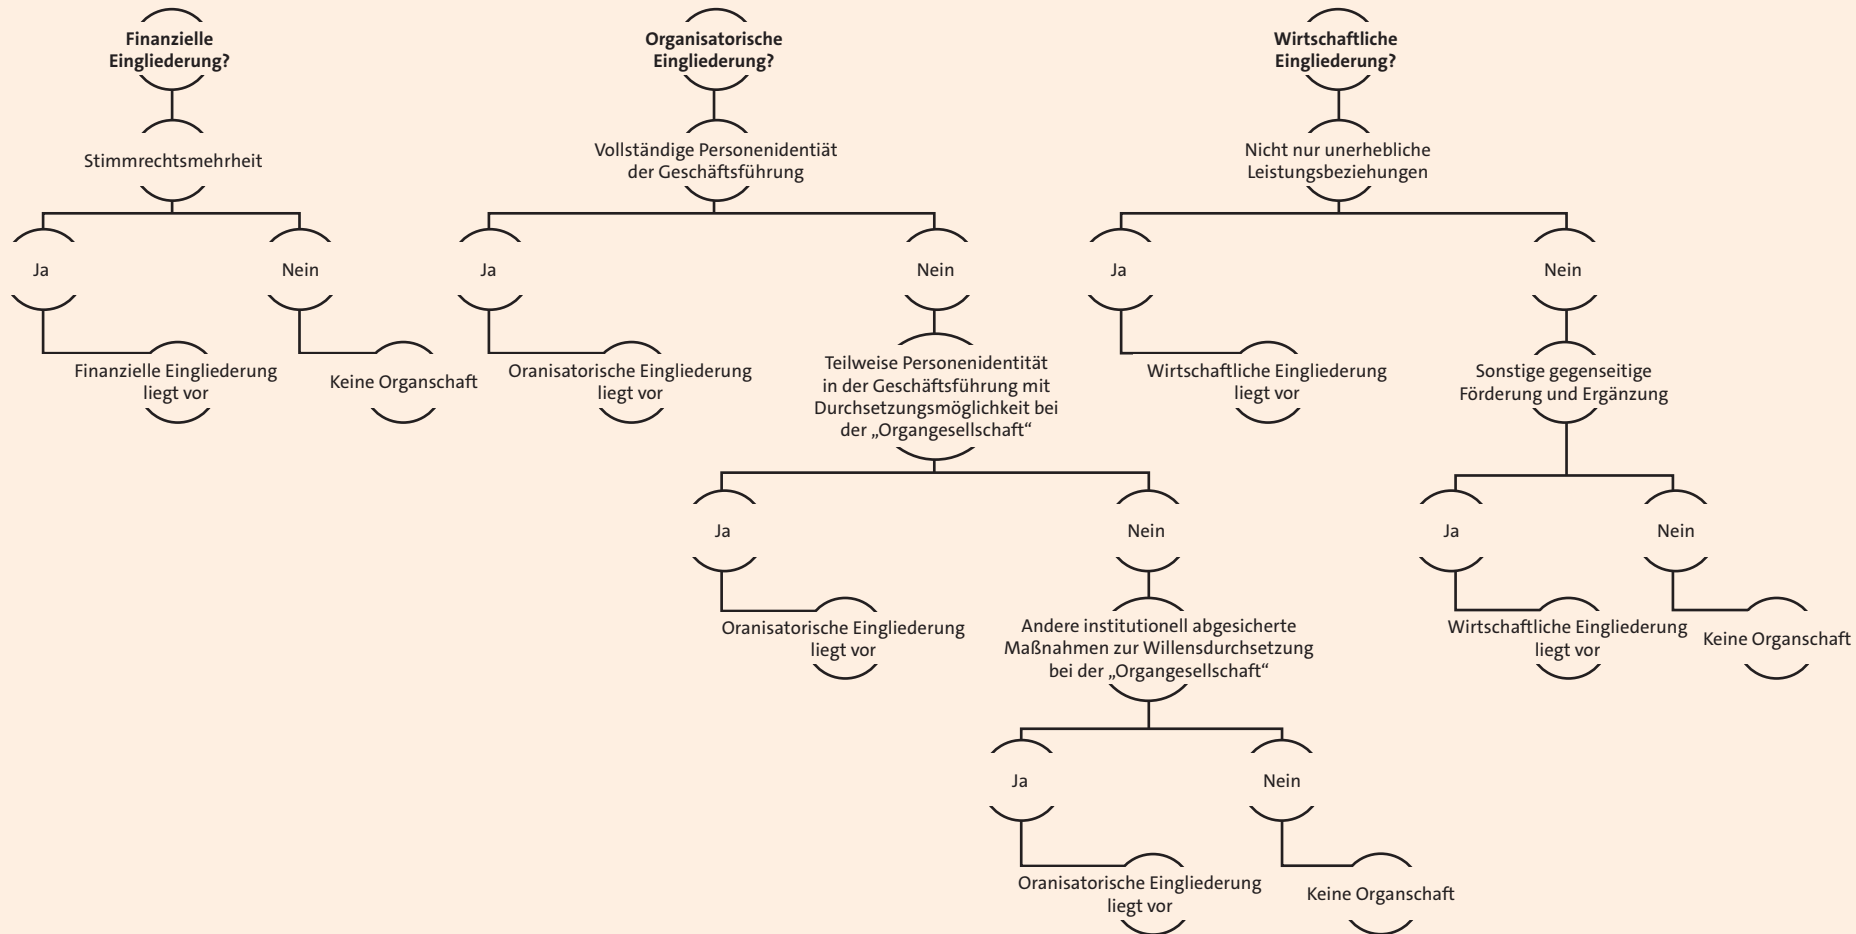 Finanzielle
Eingliederung?
Stimmrechtsmehrheit
Ja
Nein
Finanzielle Eingliederung
liegt vor
Keine Organschaft
Organisatorische
Eingliederung?
Vollständige Personenidentiät
der Geschäftsführung
Ja
Nein
Oranisatorische Eingliederung
liegt vor
Teilweise Personenidentität
in der Geschäftsführung mit
Durchsetzungsmöglichkeit bei
der „Organgesellschaft“
Ja
Nein
Oranisatorische Eingliederung
liegt vor
Andere institutionell abgesicherte
Maßnahmen zur Willensdurchsetzung
bei der „Organgesellschaft“
Ja
Nein
Oranisatorische Eingliederung
liegt vor
Keine Organschaft
Wirtschaftliche
Eingliederung?
Nicht nur unerhebliche
Leistungsbeziehungen
Ja
Nein
Wirtschaftliche Eingliederung
liegt vor
Sonstige gegenseitige
Förderung und Ergänzung
Ja
Nein
Wirtschaftliche Eingliederung
liegt vor
Keine Organschaft